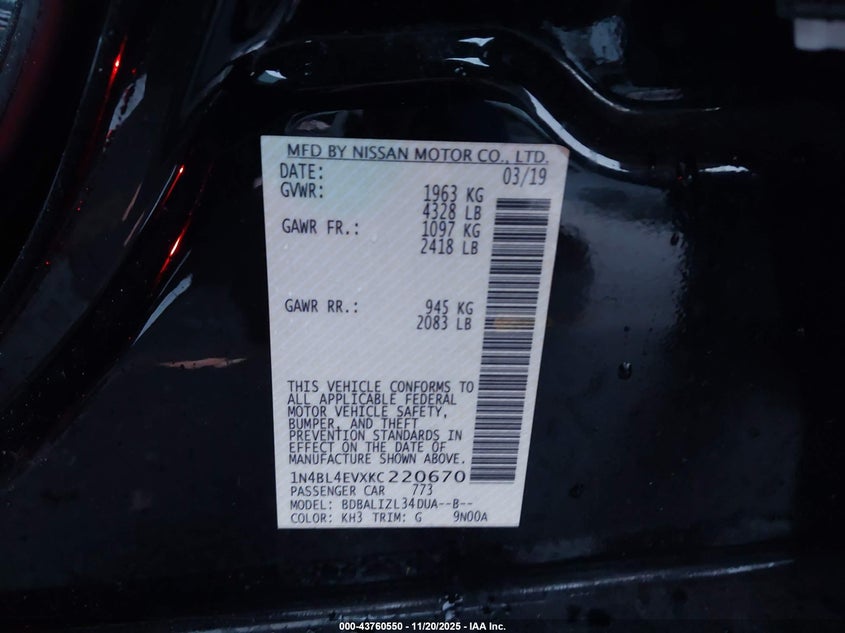 MFD BY NISSAN MOTOR CO., LTD.
DATE: 03/19
GVWR: 1963 KG
4328 LB
GAWR FR.: 1097 KG
2418 LB
GAWR RR.: 945 KG
2083 LB
THIS VEHICLE CONFORMS TO
ALL APPLICABLE FEDERAL
MOTOR VEHICLE SAFETY,
BUMPER, AND THEFT
PREVENTION STANDARDS IN
EFFECT ON THE DATE OF
MANUFACTURE SHOWN ABOVE.
1N4BL4EVXKC220670
PASSENGER CAR 773
MODEL: BDBALIZL34DUA--B--
COLOR: KH3 TRIM: G 9N00A
000-43760550 - 11/20/2025 - IAA Inc.